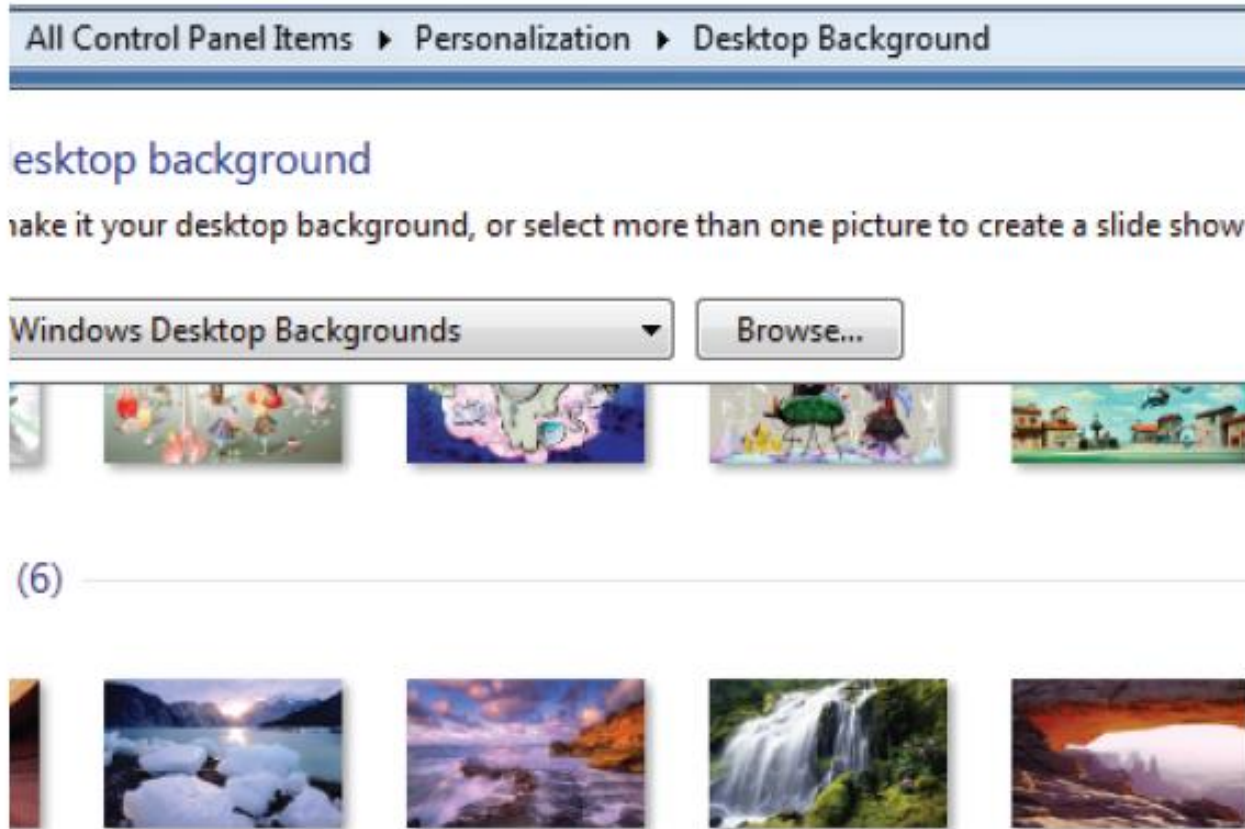 All Control Panel Items ▸ Personalization ▸ Desktop Background
esktop background
nake it your desktop background, or select more than one picture to create a slide show
Windows Desktop Backgrounds Browse...
(6)